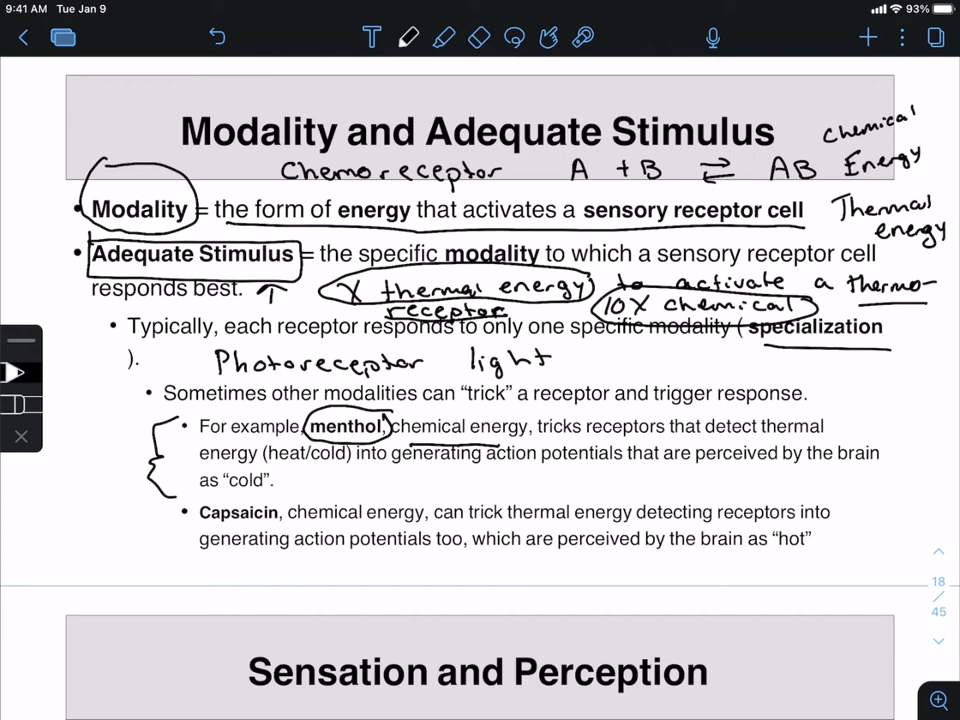 9:41 AM Tue Jan 9
93%
T
Modality and Adequate Stimulus
Chemical
Chemoreceptor A + B ⇌ AB Energy
• Modality = the form of energy that activates a sensory receptor cell
Thermal
energy
• Adequate Stimulus = the specific modality to which a sensory receptor cell
responds best. ↑ X thermal energy to activate a thermo-
receptor 10X chemical
• Typically, each receptor responds to only one specific modality ( specialization
). Photoreceptor light
• Sometimes other modalities can “trick” a receptor and trigger response.
• For example, menthol, chemical energy, tricks receptors that detect thermal
energy (heat/cold) into generating action potentials that are perceived by the brain
as “cold”.
• Capsaicin, chemical energy, can trick thermal energy detecting receptors into
generating action potentials too, which are perceived by the brain as “hot”
18
/
45
Sensation and Perception